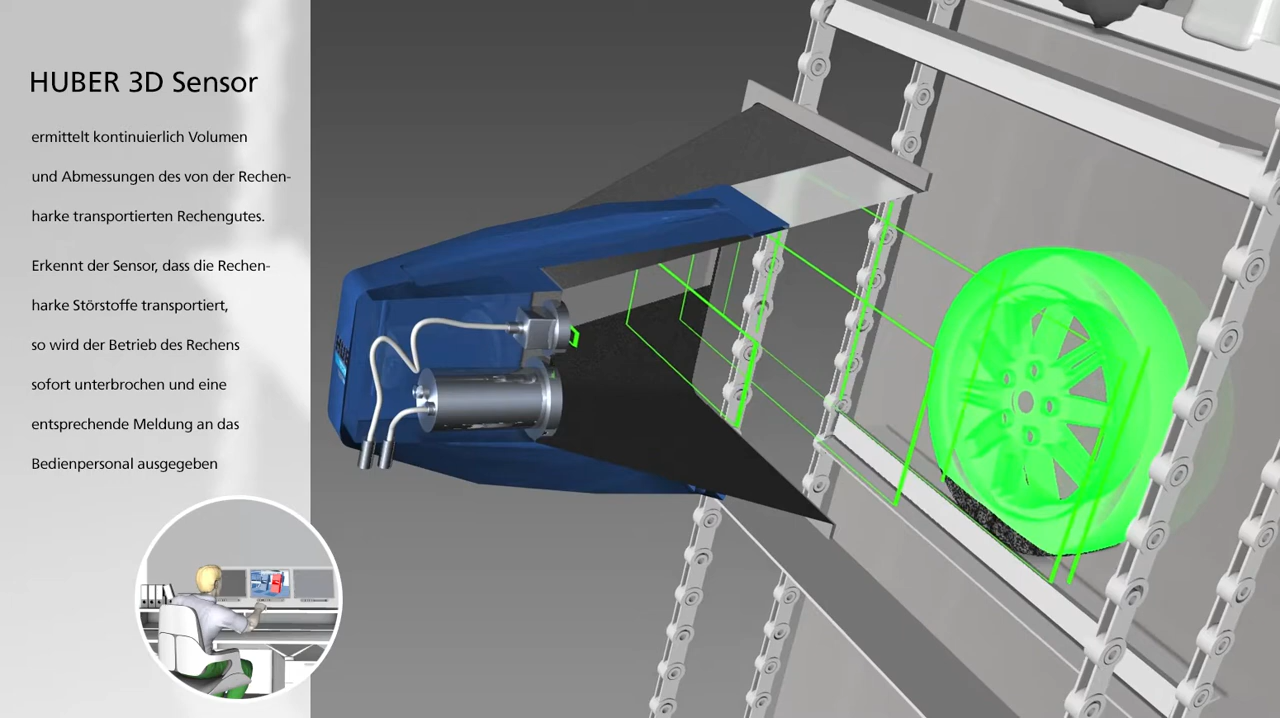 HUBER 3D Sensor
ermittelt kontinuierlich Volumen
und Abmessungen des von der Rechen-
harke transportierten Rechengutes.
Erkennt der Sensor, dass die Rechen-
harke Störstoffe transportiert,
so wird der Betrieb des Rechens
sofort unterbrochen und eine
entsprechende Meldung an das
Bedienpersonal ausgegeben